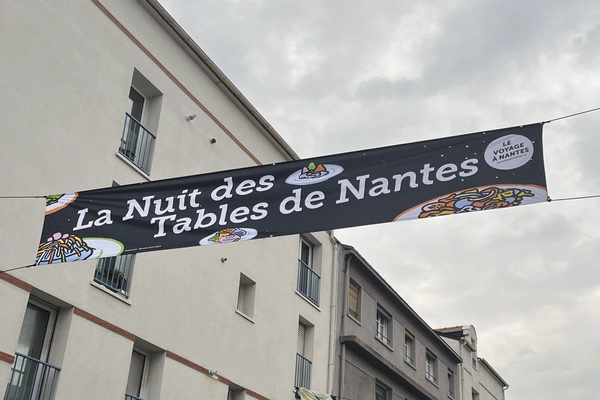 La Nuit des
Tables de Nantes
LE
VOYAGE
À NANTES